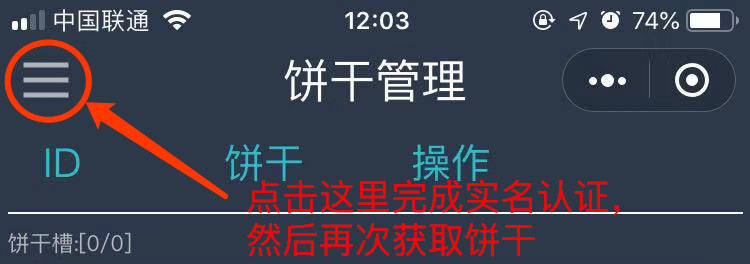 中国联通 12:03 74%
饼干管理
ID 饼干 操作
点击这里完成实名认证,
然后再次获取饼干
饼干槽:[0/0]